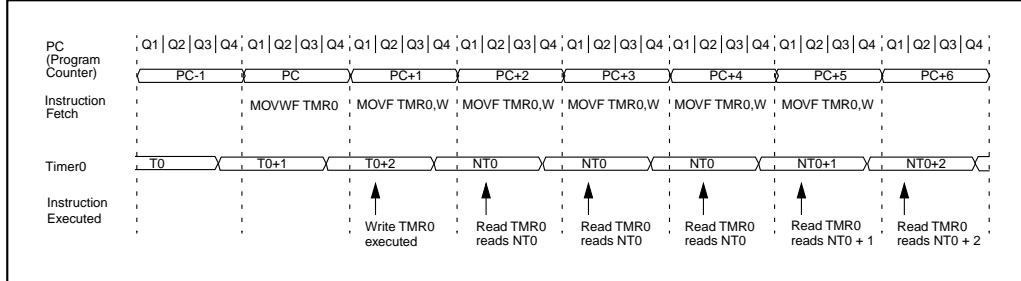 PC
(Program
Counter)
Q1 Q2 Q3 Q4 Q1 Q2 Q3 Q4 Q1 Q2 Q3 Q4 Q1 Q2 Q3 Q4 Q1 Q2 Q3 Q4 Q1 Q2 Q3 Q4 Q1 Q2 Q3 Q4 Q1 Q2 Q3 Q4
PC-1 PC PC+1 PC+2 PC+3 PC+4 PC+5 PC+6
Instruction
Fetch
MOVWF TMR0 MOVF TMR0,W MOVF TMR0,W MOVF TMR0,W MOVF TMR0,W MOVF TMR0,W
Timer0
T0 T0+1 T0+2 NT0 NT0 NT0 NT0+1 NT0+2
Instruction
Executed
Write TMR0
executed
Read TMR0
reads NT0
Read TMR0
reads NT0
Read TMR0
reads NT0
Read TMR0
reads NT0 + 1
Read TMR0
reads NT0 + 2